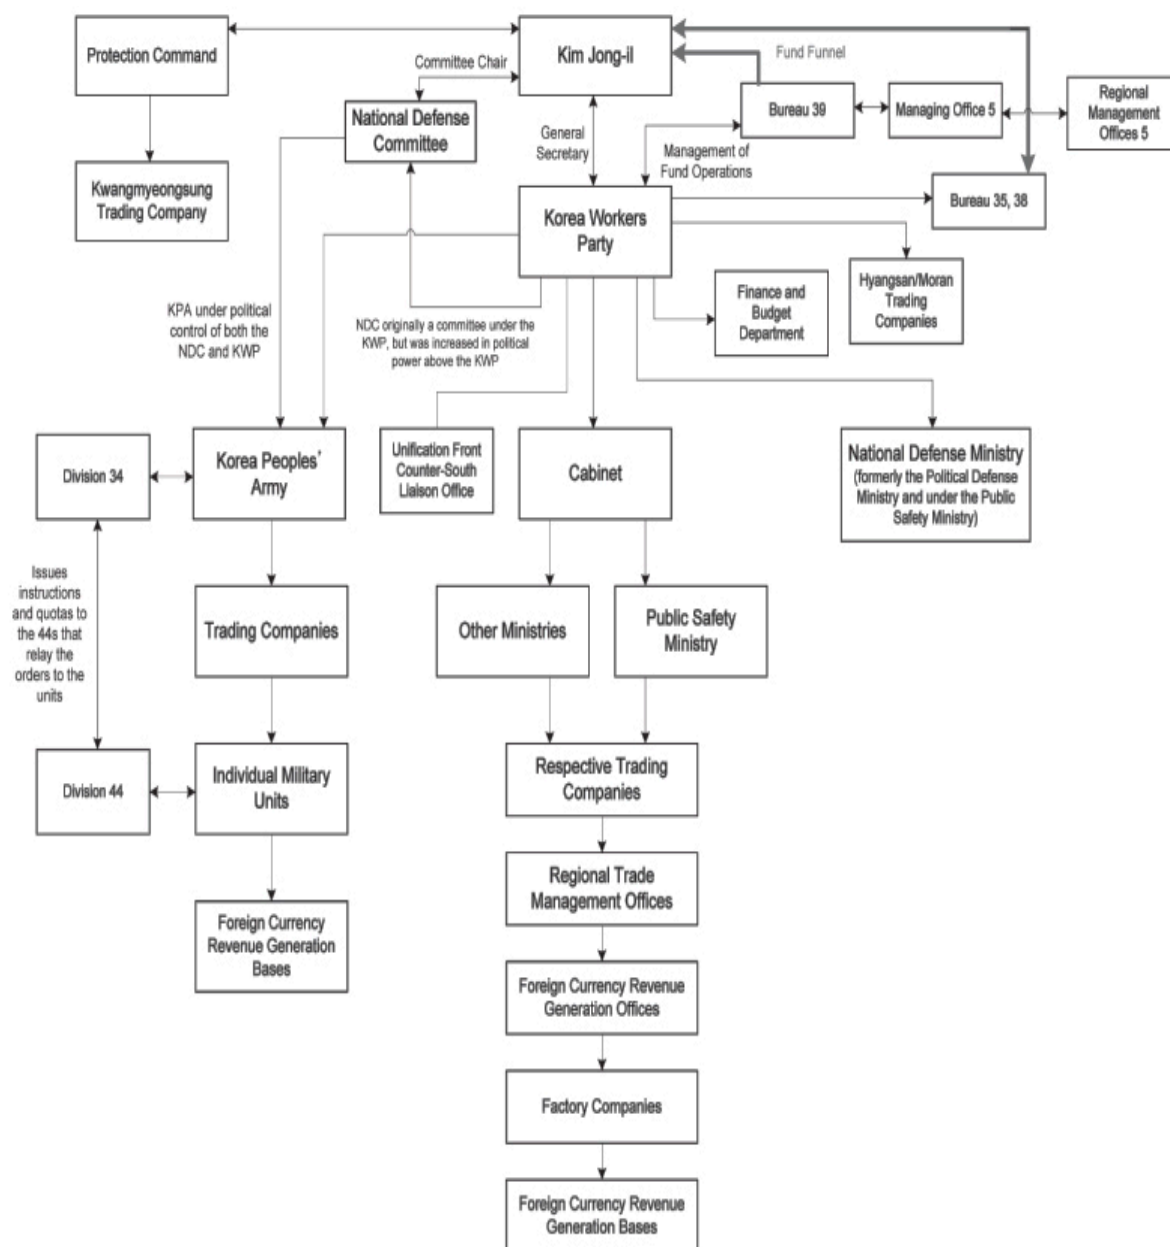 Protection Command
Kim Jong-il
Fund Funnel
Committee Chair
National Defense
Committee
General
Secretary
Bureau 39
Managing Office 5
Regional
Management
Offices 5
Management of
Fund Operations
Kwangmyeongsung
Trading Company
Korea Workers
Party
Bureau 35, 38
Hyangsan/Moran
Trading
Companies
Finance and
Budget
Department
KPA under political
control of both the
NDC and KWP
NDC originally a committee under the
KWP, but was increased in political
power above the KWP
Division 34
Korea Peoples'
Army
Unification Front
Counter-South
Liaison Office
Cabinet
National Defense Ministry
(formerly the Political Defense
Ministry and under the Public
Safety Ministry)
Issues
instructions
and quotas to
the 44s that
relay the
orders to the
units
Trading Companies
Other Ministries
Public Safety
Ministry
Division 44
Individual Military
Units
Respective Trading
Companies
Regional Trade
Management Offices
Foreign Currency
Revenue Generation
Bases
Foreign Currency Revenue
Generation Offices
Factory Companies
Foreign Currency Revenue
Generation Bases